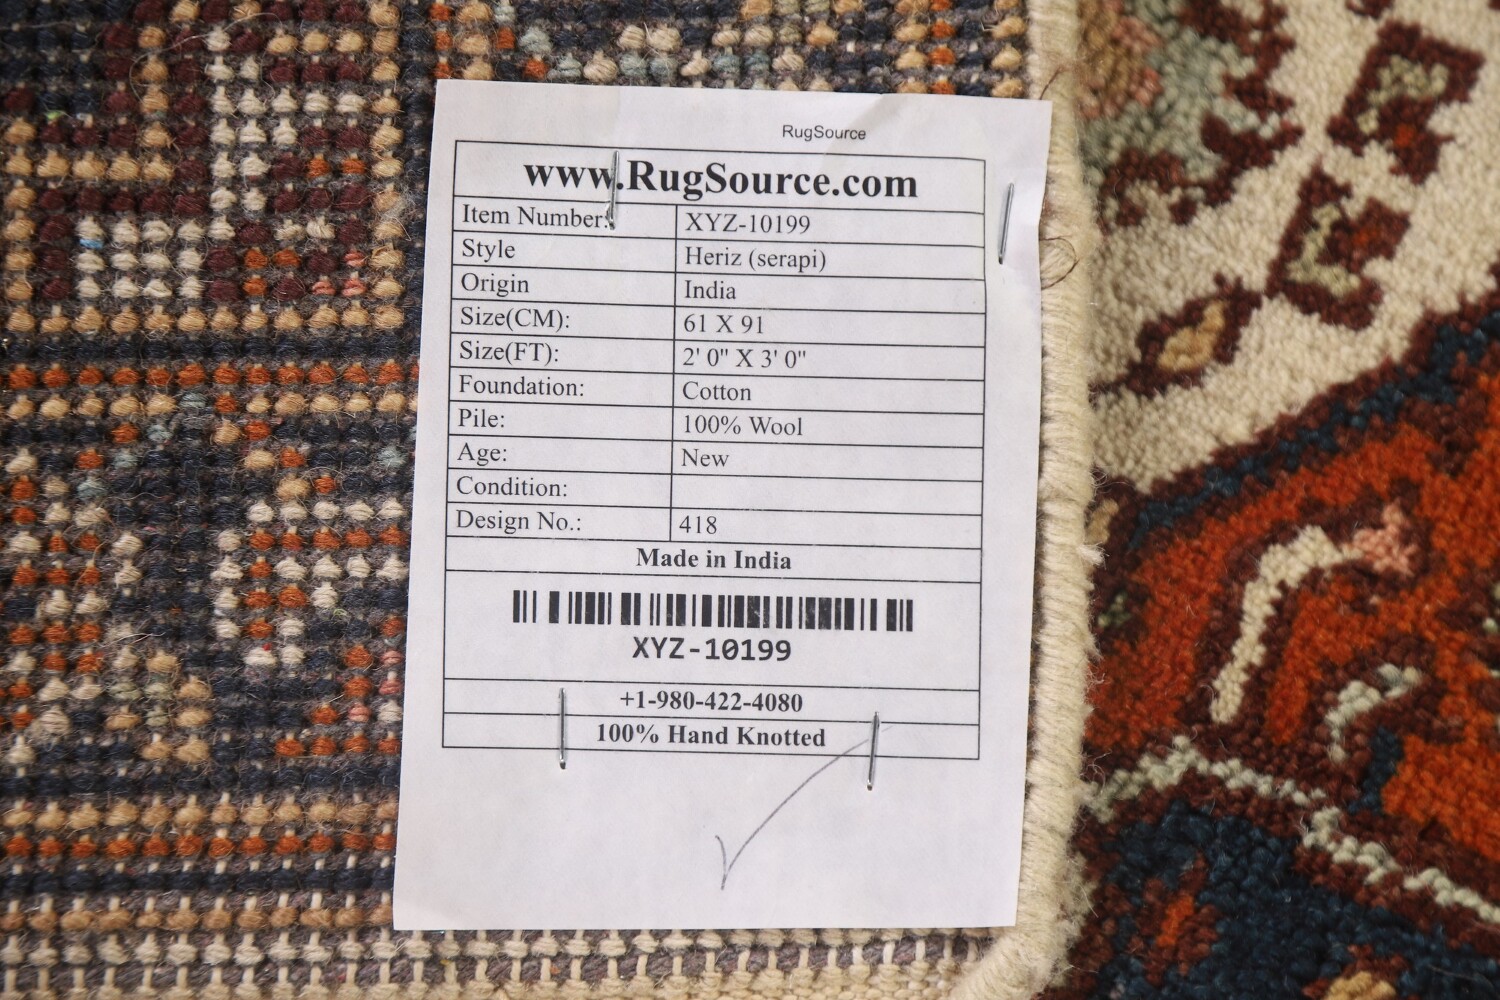 RugSource
www.RugSource.com
Item Number: XYZ-10199
Style Heriz (serapi)
Origin India
Size(CM): 61 X 91
Size(FT): 2' 0" X 3' 0"
Foundation: Cotton
Pile: 100% Wool
Age: New
Condition:
Design No.: 418
Made in India
XYZ-10199
+1-980-422-4080
100% Hand Knotted